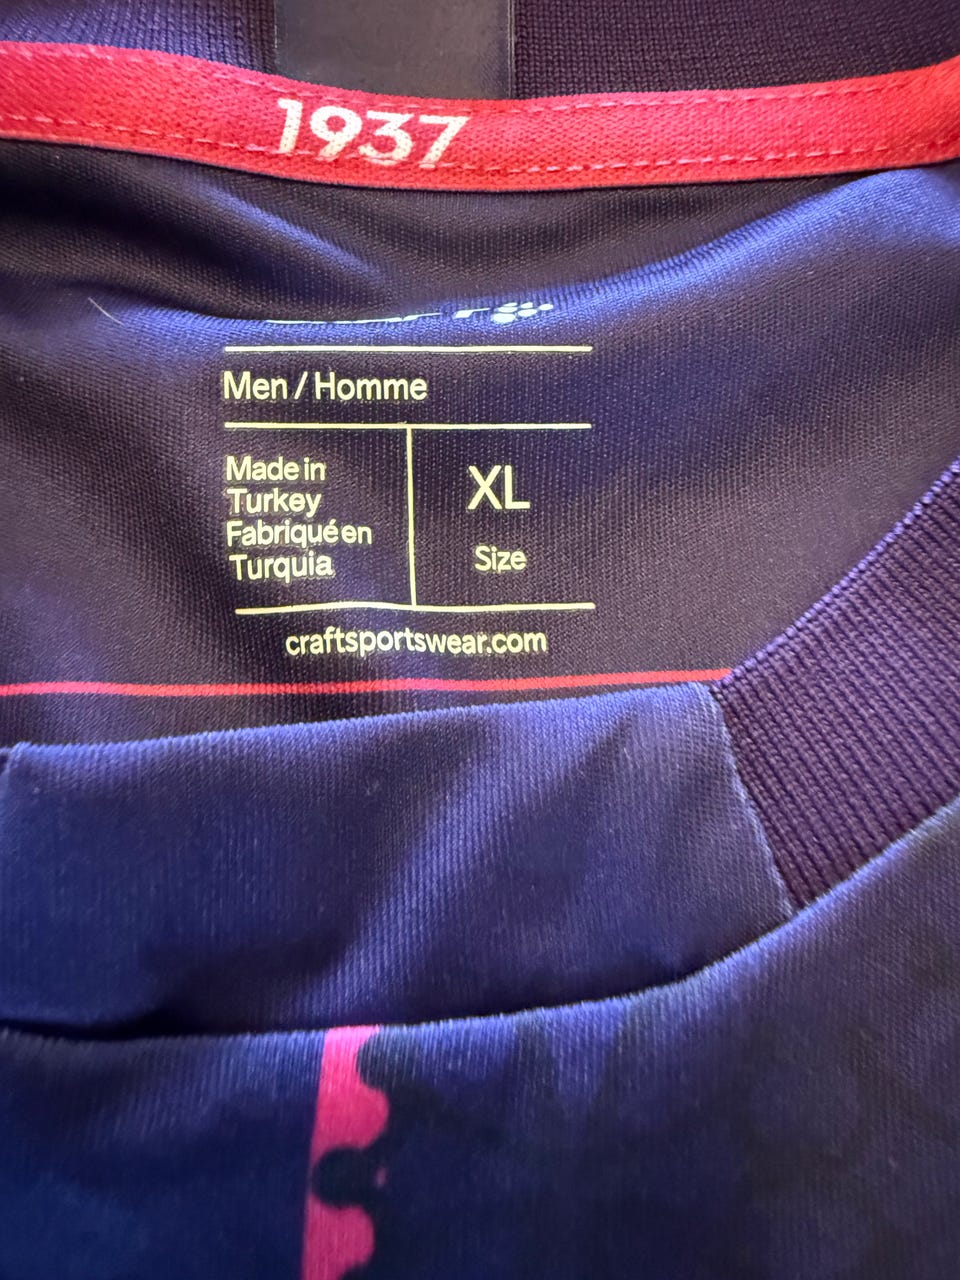 1937
Men / Homme
Made in
Turkey
Fabriqué en
Turquia
XL
Size
craftsportswear.com